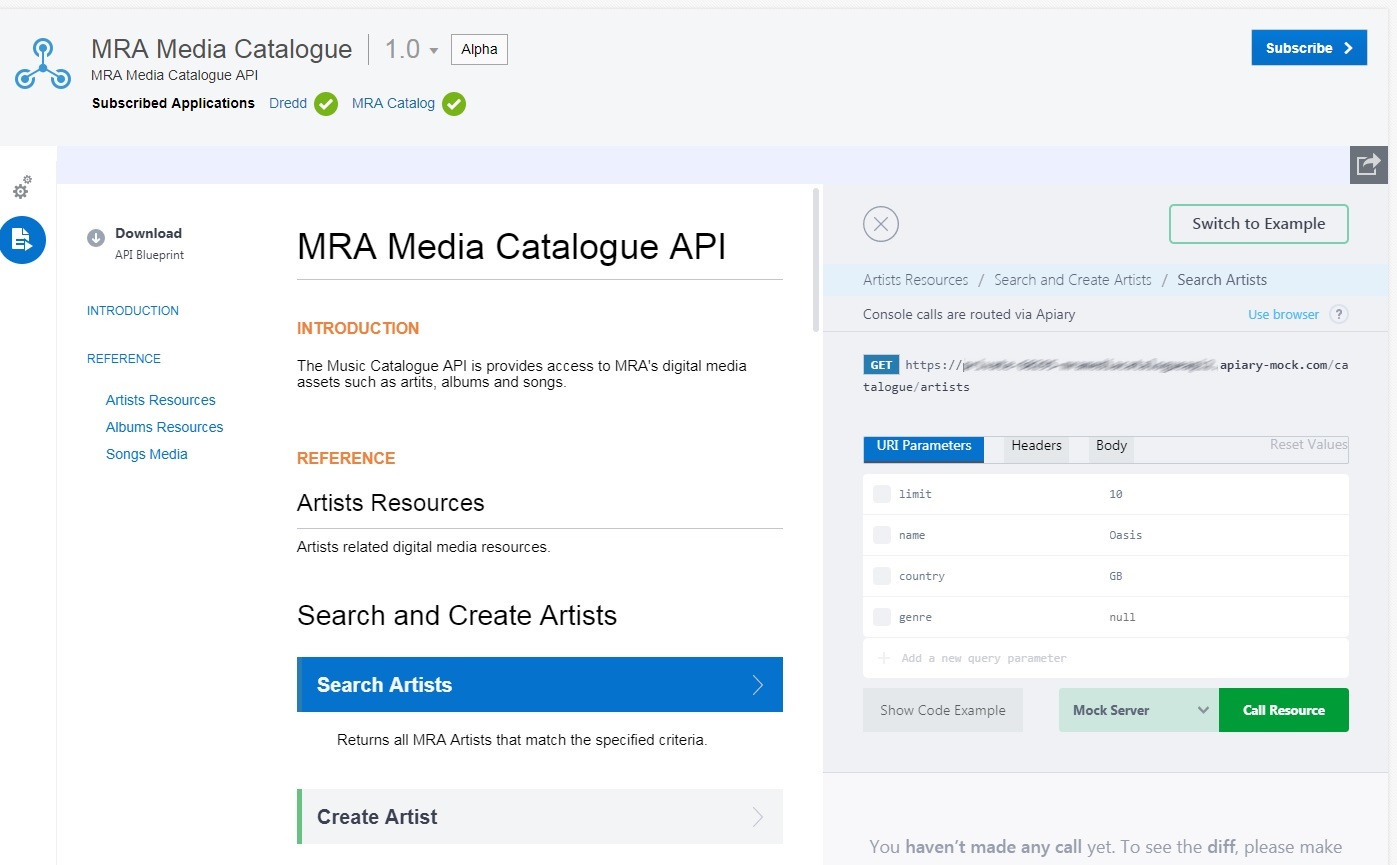 MRA Media Catalogue 1.0 Alpha
Subscribe
MRA Media Catalogue API
Subscribed Applications Dredd MRA Catalog
Download
API Blueprint
INTRODUCTION
REFERENCE
Artists Resources
Albums Resources
Songs Media
MRA Media Catalogue API
INTRODUCTION
The Music Catalogue API is provides access to MRA's digital media
assets such as artits, albums and songs.
REFERENCE
Artists Resources
Artists related digital media resources.
Search and Create Artists
Search Artists
Returns all MRA Artists that match the specified criteria.
Create Artist
Switch to Example
Artists Resources / Search and Create Artists / Search Artists
Console calls are routed via Apiary
Use browser ?
GET https:// .apiary-mock.com/ca
talogue/artists
URI Parameters Headers Body Reset Values
limit 10
name Oasis
country GB
genre null
+ Add a new query parameter
Show Code Example Mock Server Call Resource
You haven’t made any call yet. To see the diff, please make